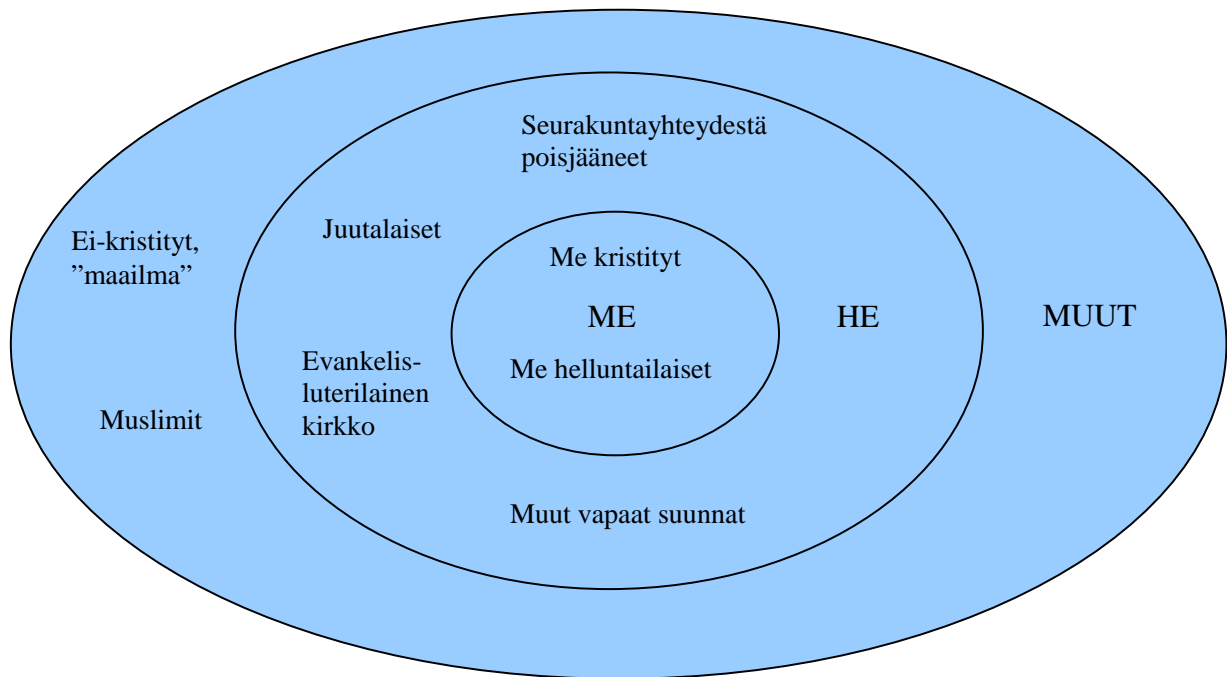 Seurakuntayhteydestä
poisjääneet
Ei-kristityt,
”maailma”
Juutalaiset
Me kristityt
ME
HE
MUUT
Me helluntailaiset
Evankelis-
luterilainen
kirkko
Muslimit
Muut vapaat suunnat